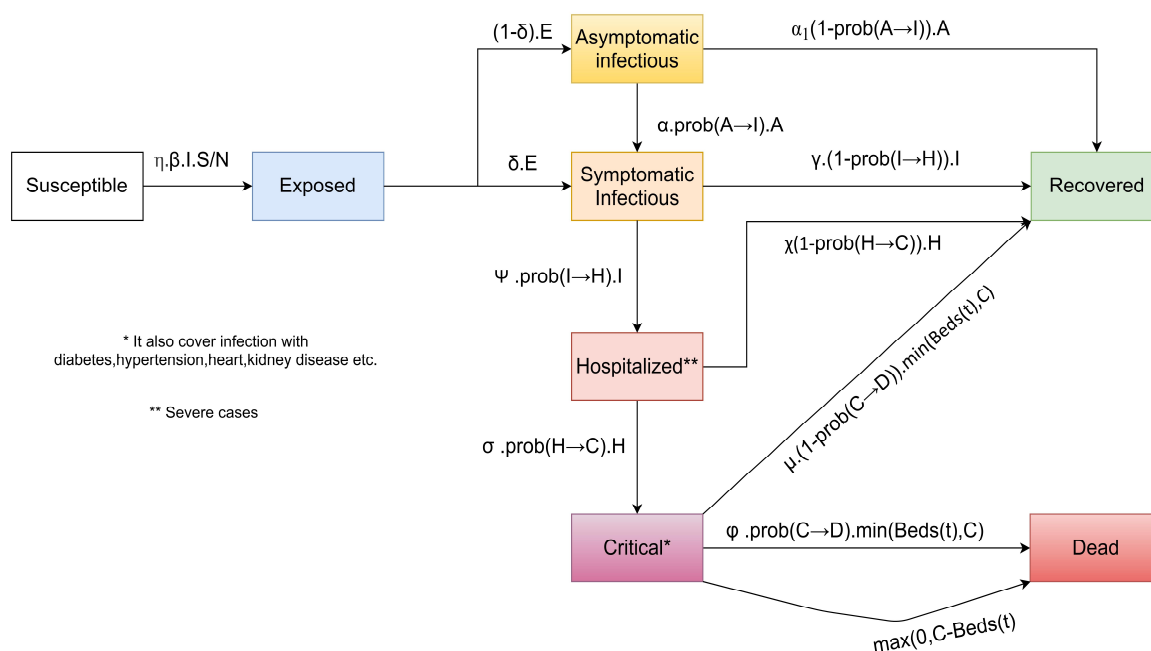 (1-δ).E
Asymptomatic
infectious
α₁(1-prob(A→I)).A
α.prob(A→I).A
η.β.I.S/N
δ.E
γ.(1-prob(I→H)).I
Susceptible
Exposed
Symptomatic
Infectious
Recovered
χ(1-prob(H→C)).H
Ψ .prob(I→H).I
* It also cover infection with
diabetes,hypertension,heart,kidney disease etc.
Hospitalized**
μ.(1-prob(C→D)).min(Beds(t),C)
** Severe cases
σ .prob(H→C).H
φ .prob(C→D).min(Beds(t),C)
Critical*
Dead
max(0,C-Beds(t)